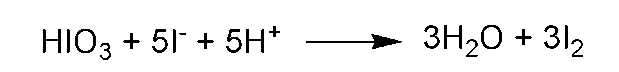 HIO₃ + 5I⁻ + 5H⁺ ⟶ 3H₂O + 3I₂